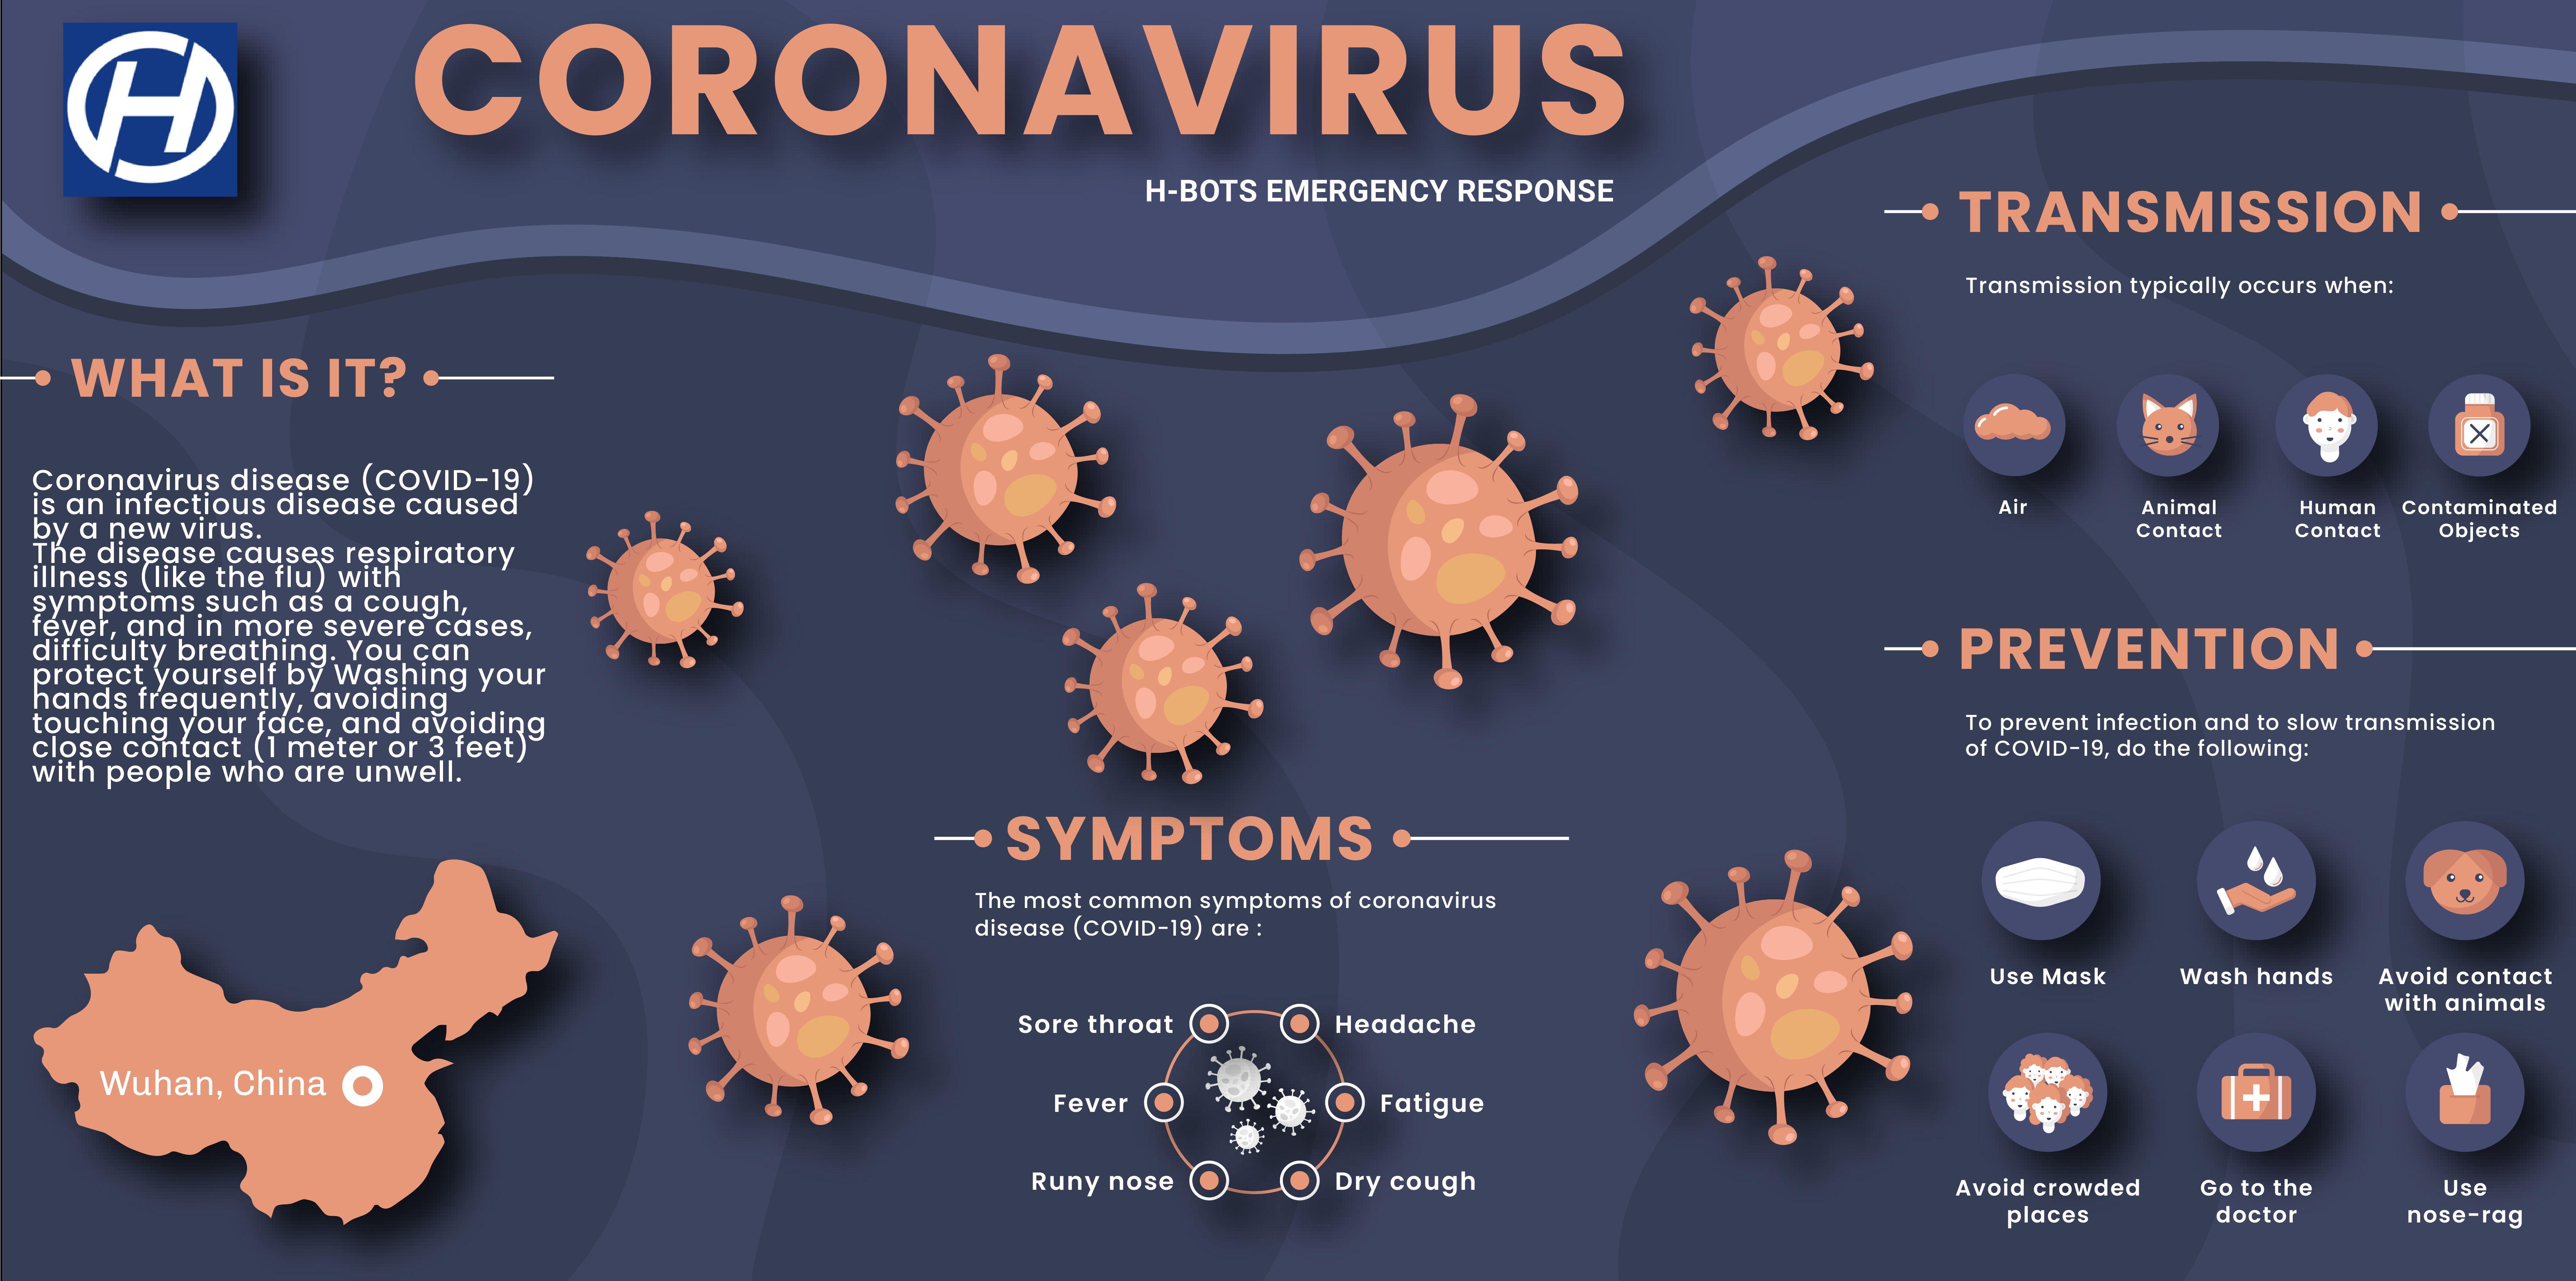 H
CORONAVIRUS
H-BOTS EMERGENCY RESPONSE
WHAT IS IT?
Coronavirus disease (COVID-19)
is an infectious disease caused
by a new virus.
The disease causes respiratory
illness (like the flu) with
symptoms such as a cough,
fever, and in more severe cases,
difficulty breathing. You can
protect yourself by Washing your
hands frequently, avoiding
touching your face, and avoiding
close contact (1 meter or 3 feet)
with people who are unwell.
Wuhan, China
SYMPTOMS
The most common symptoms of coronavirus
disease (COVID-19) are :
Sore throat
Headache
Fever
Fatigue
Runy nose
Dry cough
TRANSMISSION
Transmission typically occurs when:
Air
Animal
Contact
Human
Contact
Contaminated
Objects
PREVENTION
To prevent infection and to slow transmission
of COVID-19, do the following:
Use Mask
Wash hands
Avoid contact
with animals
Avoid crowded
places
Go to the
doctor
Use
nose-rag